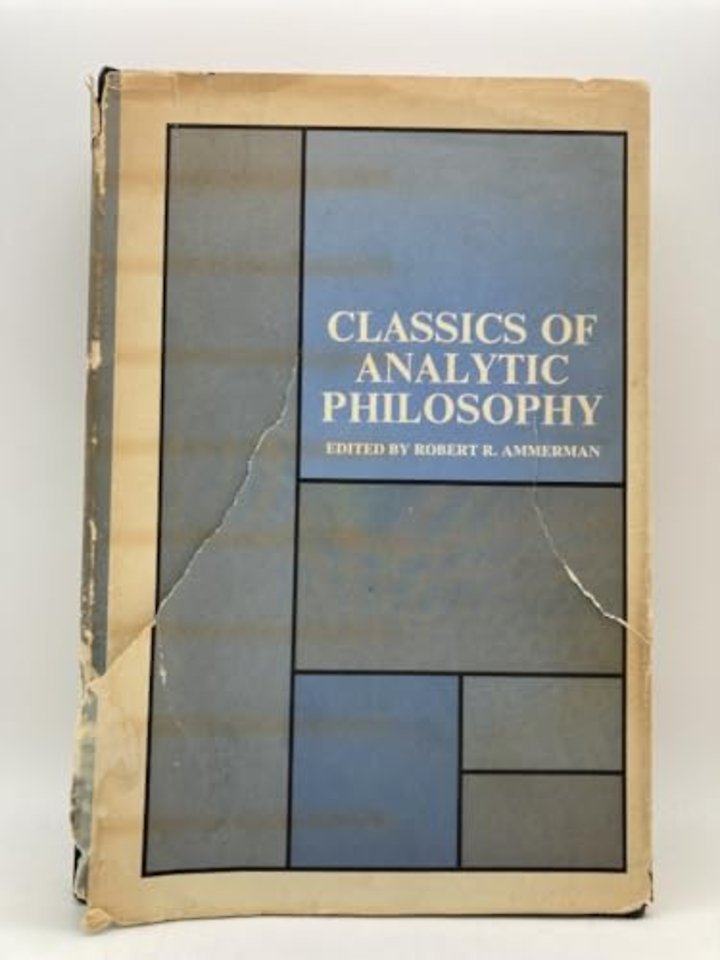 CLASSICS OF
ANALYTIC
PHILOSOPHY
EDITED BY ROBERT R. AMMERMAN